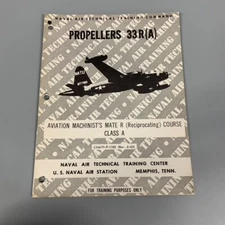 NAVAL AIR TECHNICAL TRAINING COMMAND
PROPELLERS 33R(A)
AVIATION MACHINIST'S MATE R (Reciprocating) COURSE
CLASS A
NAVAL AIR TECHNICAL TRAINING CENTER
U. S. NAVAL AIR STATION MEMPHIS, TENN.
FOR TRAINING PURPOSES ONLY